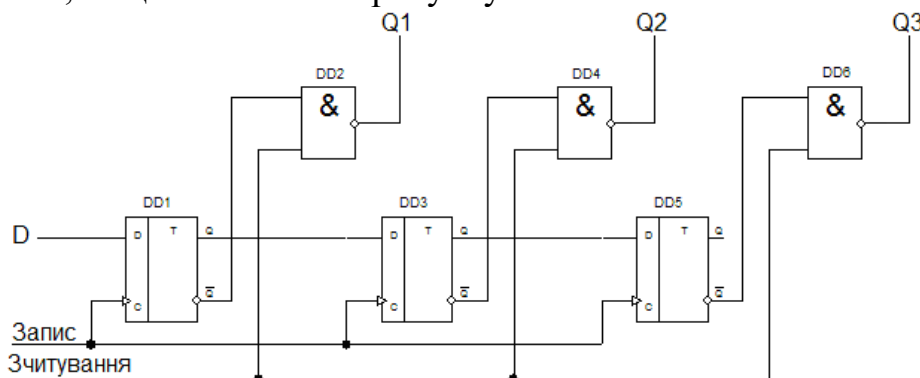 Q1 Q2 Q3
DD2 DD4 DD6
& & &
DD1 DD3 DD5
D D T Q D T Q D T Q
C Q̅ C Q̅ C Q̅
Запис
Зчитування